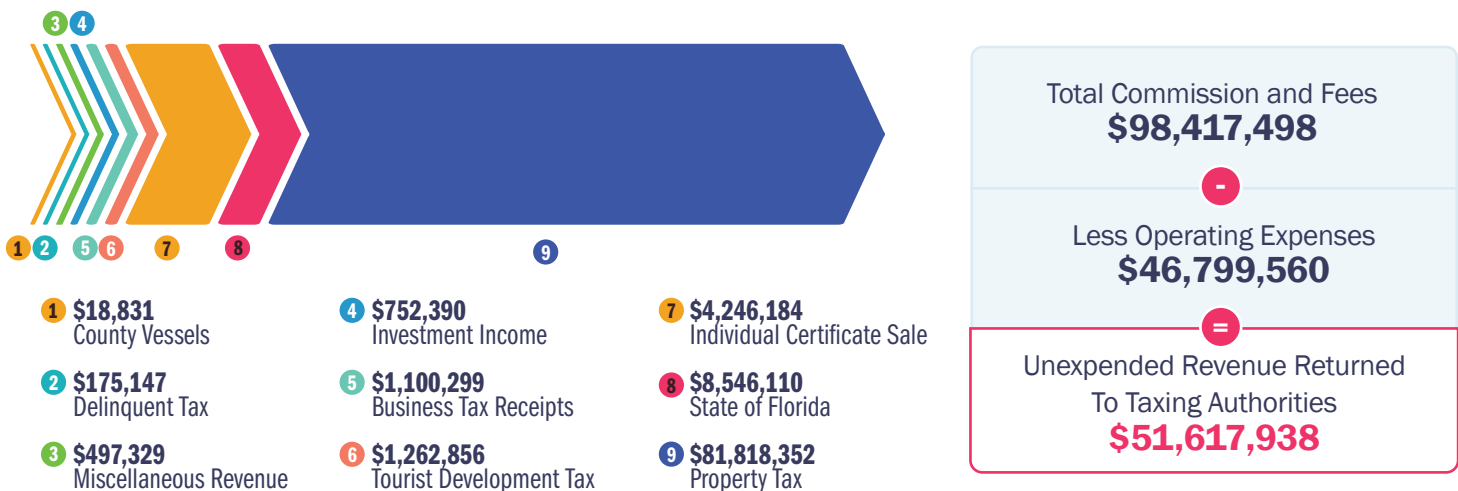 3 4
1 2 5 6 7 8 9
1 $18,831
County Vessels
2 $175,147
Delinquent Tax
3 $497,329
Miscellaneous Revenue
4 $752,390
Investment Income
5 $1,100,299
Business Tax Receipts
6 $1,262,856
Tourist Development Tax
7 $4,246,184
Individual Certificate Sale
8 $8,546,110
State of Florida
9 $81,818,352
Property Tax
Total Commission and Fees
$98,417,498
-
Less Operating Expenses
$46,799,560
=
Unexpended Revenue Returned
To Taxing Authorities
$51,617,938